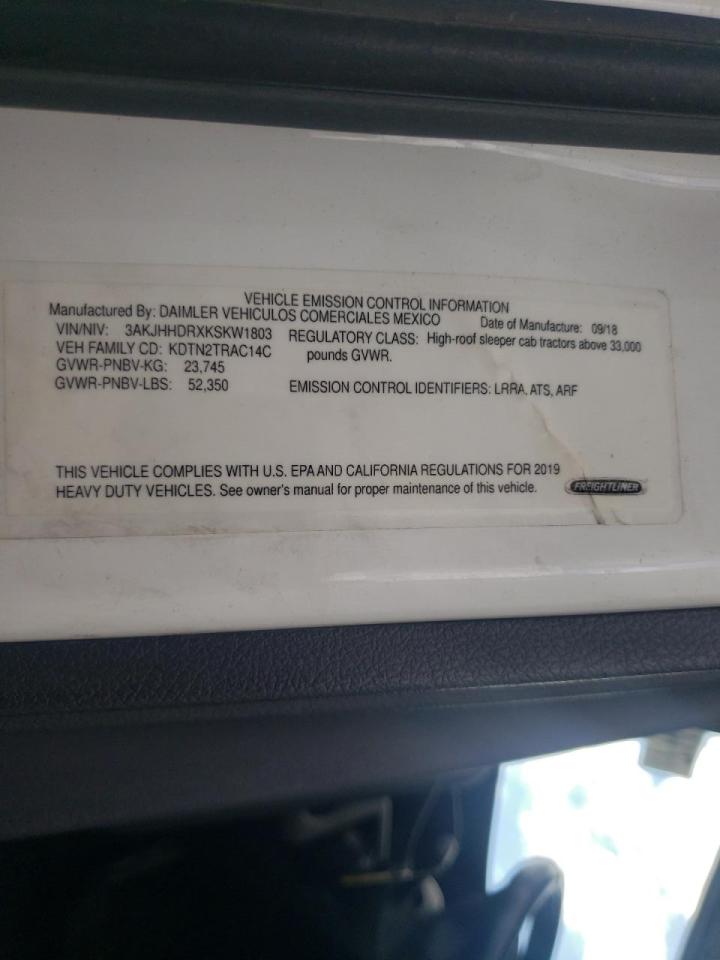 VEHICLE EMISSION CONTROL INFORMATION
Manufactured By: DAIMLER VEHICULOS COMERCIALES MEXICO Date of Manufacture: 09/18
VIN/NIV: 3AKJHHDRXKSKW1803 REGULATORY CLASS: High-roof sleeper cab tractors above 33,000
VEH FAMILY CD: KDTN2TRAC14C pounds GVWR.
GVWR-PNBV-KG: 23,745
GVWR-PNBV-LBS: 52,350 EMISSION CONTROL IDENTIFIERS: LRRA, ATS, ARF
THIS VEHICLE COMPLIES WITH U.S. EPA AND CALIFORNIA REGULATIONS FOR 2019
HEAVY DUTY VEHICLES. See owner's manual for proper maintenance of this vehicle. FREIGHTLINER